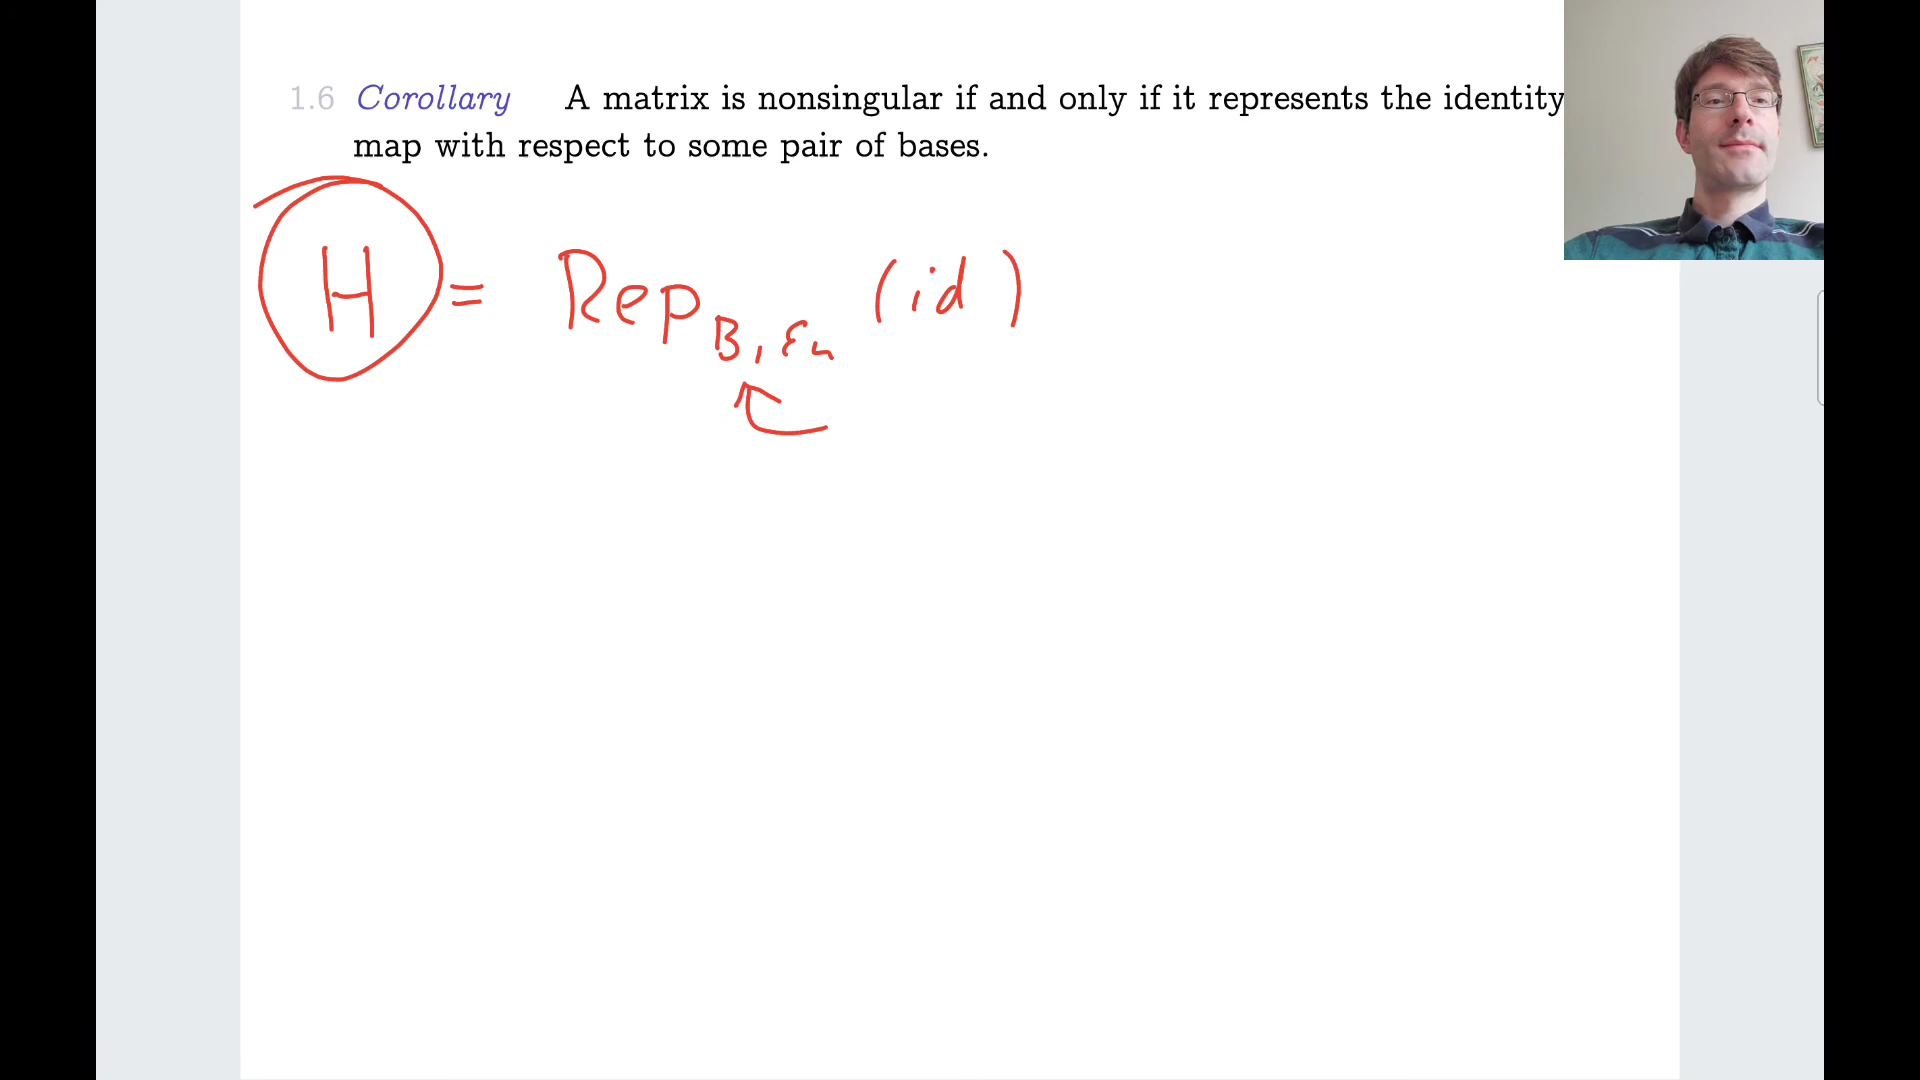 1.6 Corollary A matrix is nonsingular if and only if it represents the identity
map with respect to some pair of bases.
H = Rep_{B, ℰₙ} (id)